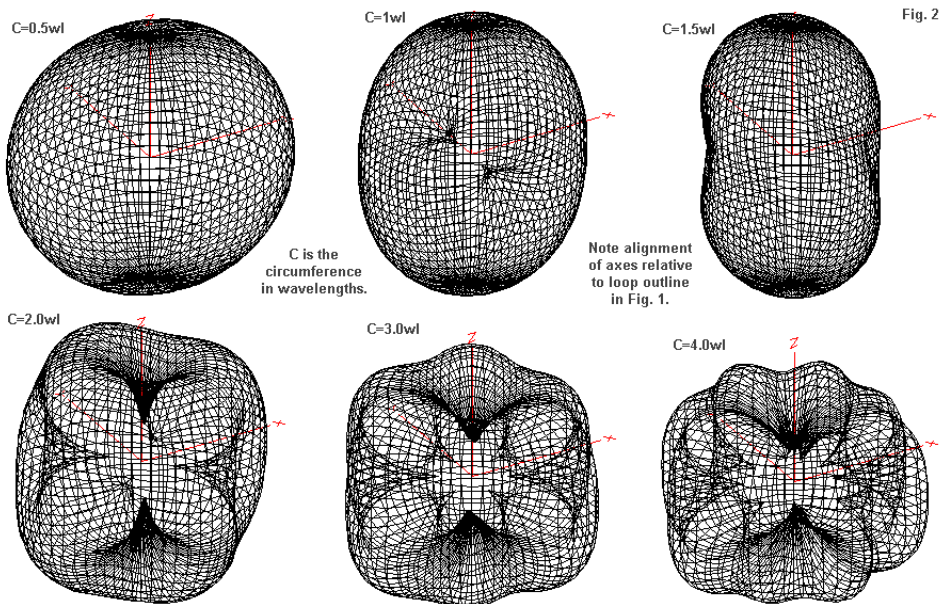 C=0.5wl
C=1wl
C=1.5wl
Fig. 2
Z
X
X
X
C is the
circumference
in wavelengths.
Note alignment
of axes relative
to loop outline
in Fig. 1.
C=2.0wl
C=3.0wl
C=4.0wl
Z
Z
X
X
X